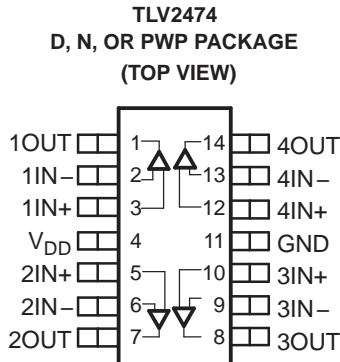 TLV2474
D, N, OR PWP PACKAGE
(TOP VIEW)
1OUT 1 14 4OUT
1IN− 2 13 4IN−
1IN+ 3 12 4IN+
VDD 4 11 GND
2IN+ 5 10 3IN+
2IN− 6 9 3IN−
2OUT 7 8 3OUT